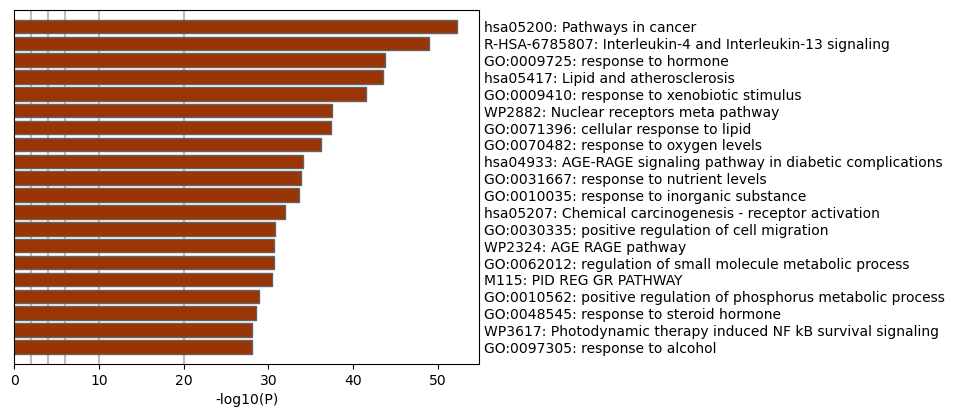 hsa05200: Pathways in cancer
R-HSA-6785807: Interleukin-4 and Interleukin-13 signaling
GO:0009725: response to hormone
hsa05417: Lipid and atherosclerosis
GO:0009410: response to xenobiotic stimulus
WP2882: Nuclear receptors meta pathway
GO:0071396: cellular response to lipid
GO:0070482: response to oxygen levels
hsa04933: AGE-RAGE signaling pathway in diabetic complications
GO:0031667: response to nutrient levels
GO:0010035: response to inorganic substance
hsa05207: Chemical carcinogenesis - receptor activation
GO:0030335: positive regulation of cell migration
WP2324: AGE RAGE pathway
GO:0062012: regulation of small molecule metabolic process
M115: PID REG GR PATHWAY
GO:0010562: positive regulation of phosphorus metabolic process
GO:0048545: response to steroid hormone
WP3617: Photodynamic therapy induced NF kB survival signaling
GO:0097305: response to alcohol
0 10 20 30 40 50
-log10(P)